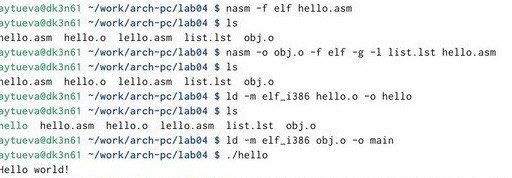 aytueva@dk3n61 ~/work/arch-pc/lab04 $ nasm -f elf hello.asm
aytueva@dk3n61 ~/work/arch-pc/lab04 $ ls
hello.asm hello.o lello.asm list.lst obj.o
aytueva@dk3n61 ~/work/arch-pc/lab04 $ nasm -o obj.o -f elf -g -l list.lst hello.asm
aytueva@dk3n61 ~/work/arch-pc/lab04 $ ls
hello.asm hello.o lello.asm list.lst obj.o
aytueva@dk3n61 ~/work/arch-pc/lab04 $ ld -m elf_i386 hello.o -o hello
aytueva@dk3n61 ~/work/arch-pc/lab04 $ ls
hello hello.asm hello.o lello.asm list.lst obj.o
aytueva@dk3n61 ~/work/arch-pc/lab04 $ ld -m elf_i386 obj.o -o main
aytueva@dk3n61 ~/work/arch-pc/lab04 $ ./hello
Hello world!